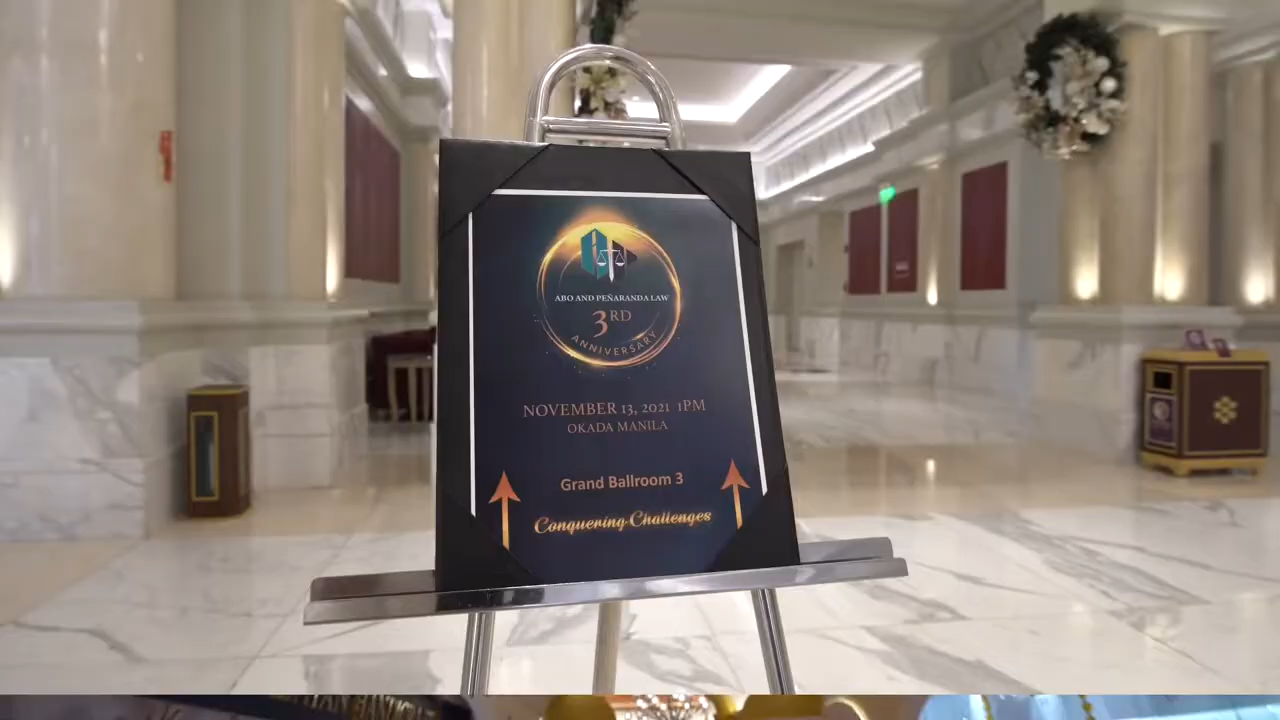 ABO AND PEÑARANDA LAW
3RD
ANNIVERSARY
NOVEMBER 13, 2021 1PM
OKADA MANILA
Grand Ballroom 3
Conquering Challenges